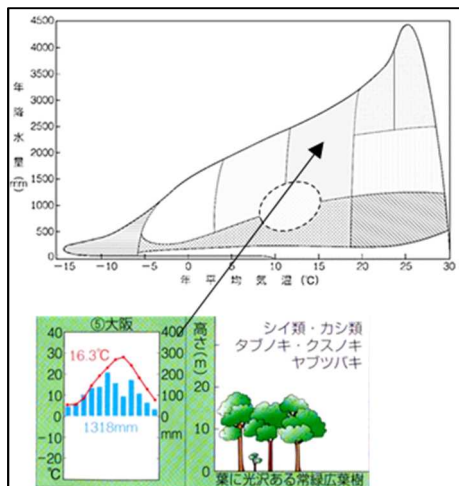 4500
4000
3500
3000
2500
2000
1500
1000
500
0
年降水量(mm)
-15 -10 -5 0 5 10 15 20 25 30
年平均気温(℃)
⑤大阪
40 400
30 300
20 200
10 100
0 0
-10 mm
-20
℃
16.3℃
1318mm
高さ(m)
30
20
10
0
シイ類・カシ類
タブノキ・クスノキ
ヤブツバキ
葉に光沢ある常緑広葉樹